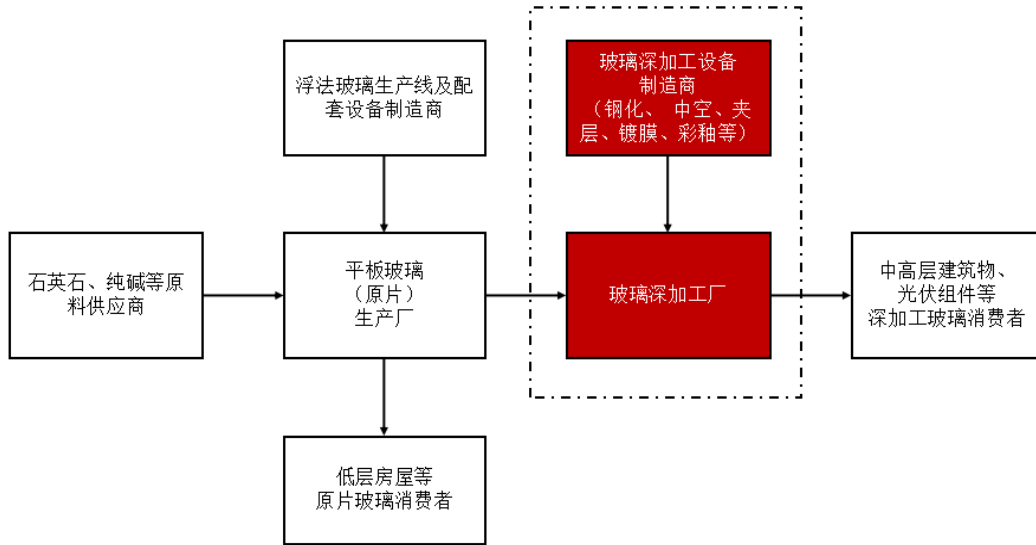 浮法玻璃生产线及配
套设备制造商
玻璃深加工设备
制造商
（钢化、 中空、夹
层、镀膜、彩釉等）
石英石、纯碱等原
料供应商
平板玻璃
（原片）
生产厂
玻璃深加工厂
中高层建筑物、
光伏组件等
深加工玻璃消费者
低层房屋等
原片玻璃消费者